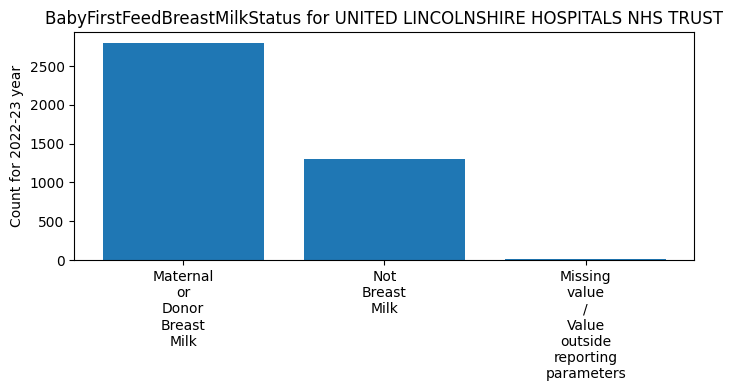 BabyFirstFeedBreastMilkStatus for UNITED LINCOLNSHIRE HOSPITALS NHS TRUST
Count for 2022-23 year
2500
2000
1500
1000
500
0
Maternal
or
Donor
Breast
Milk
Not
Breast
Milk
Missing
value
/
Value
outside
reporting
parameters